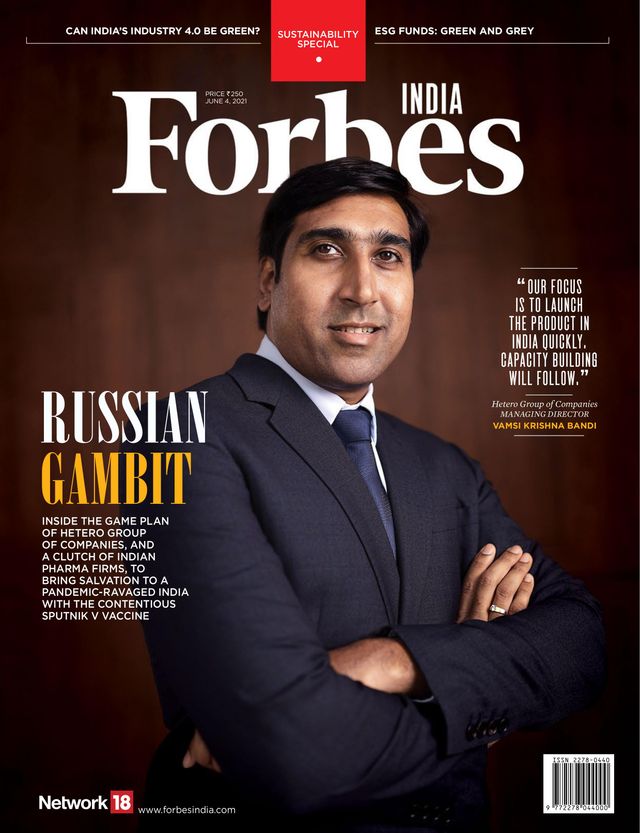 CAN INDIA'S INDUSTRY 4.0 BE GREEN?
SUSTAINABILITY
SPECIAL
ESG FUNDS: GREEN AND GREY
PRICE ₹250
JUNE 4, 2021
INDIA
Forbes
“OUR FOCUS
IS TO LAUNCH
THE PRODUCT IN
INDIA QUICKLY.
CAPACITY BUILDING
WILL FOLLOW.”
Hetero Group of Companies
MANAGING DIRECTOR
VAMSI KRISHNA BANDI
RUSSIAN
GAMBIT
INSIDE THE GAME PLAN
OF HETERO GROUP
OF COMPANIES, AND
A CLUTCH OF INDIAN
PHARMA FIRMS, TO
BRING SALVATION TO A
PANDEMIC-RAVAGED INDIA
WITH THE CONTENTIOUS
SPUTNIK V VACCINE
Network 18
www.forbesindia.com
ISSN 2278-0440
9 772278 044000